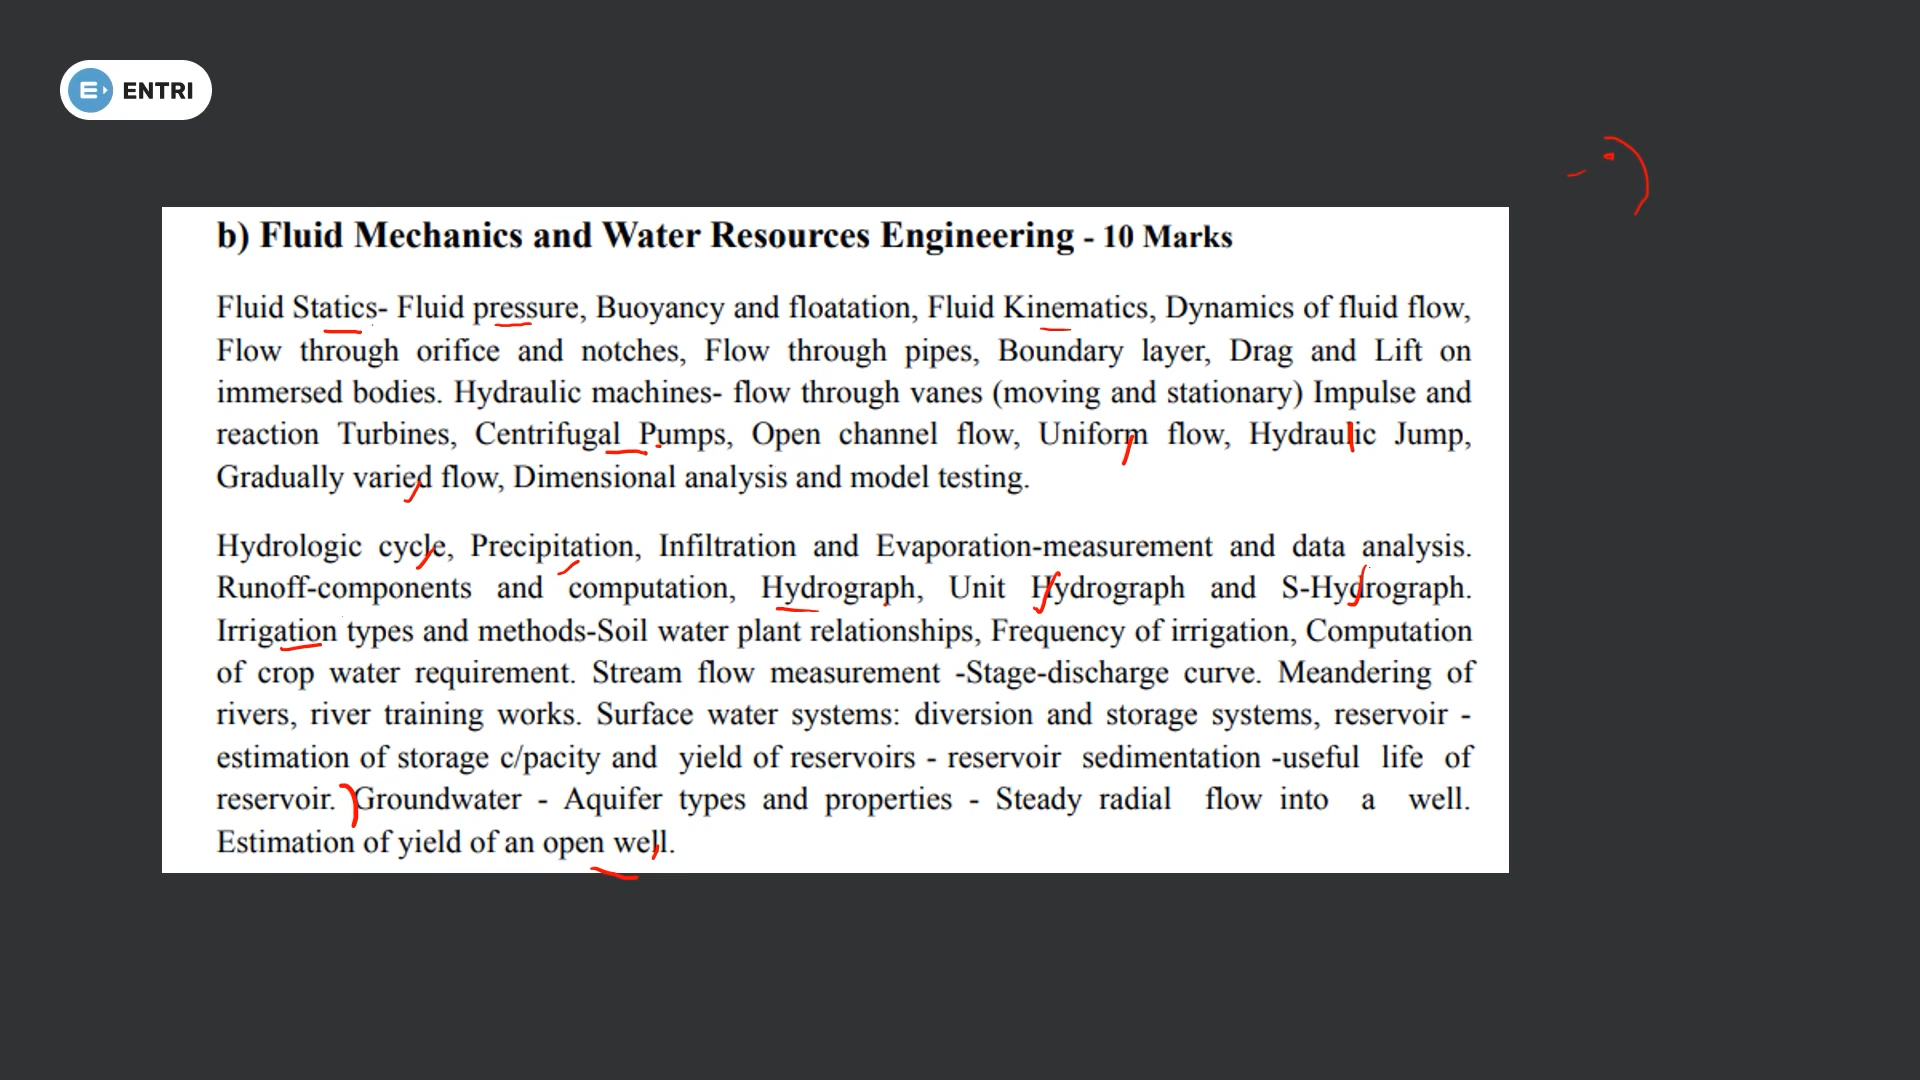 ENTRI
b) Fluid Mechanics and Water Resources Engineering - 10 Marks
Fluid Statics- Fluid pressure, Buoyancy and floatation, Fluid Kinematics, Dynamics of fluid flow,
Flow through orifice and notches, Flow through pipes, Boundary layer, Drag and Lift on
immersed bodies. Hydraulic machines- flow through vanes (moving and stationary) Impulse and
reaction Turbines, Centrifugal Pumps, Open channel flow, Uniform flow, Hydraulic Jump,
Gradually varied flow, Dimensional analysis and model testing.
Hydrologic cycle, Precipitation, Infiltration and Evaporation-measurement and data analysis.
Runoff-components and computation, Hydrograph, Unit Hydrograph and S-Hydrograph.
Irrigation types and methods-Soil water plant relationships, Frequency of irrigation, Computation
of crop water requirement. Stream flow measurement -Stage-discharge curve. Meandering of
rivers, river training works. Surface water systems: diversion and storage systems, reservoir -
estimation of storage c/pacity and yield of reservoirs - reservoir sedimentation -useful life of
reservoir. Groundwater - Aquifer types and properties - Steady radial flow into a well.
Estimation of yield of an open well.